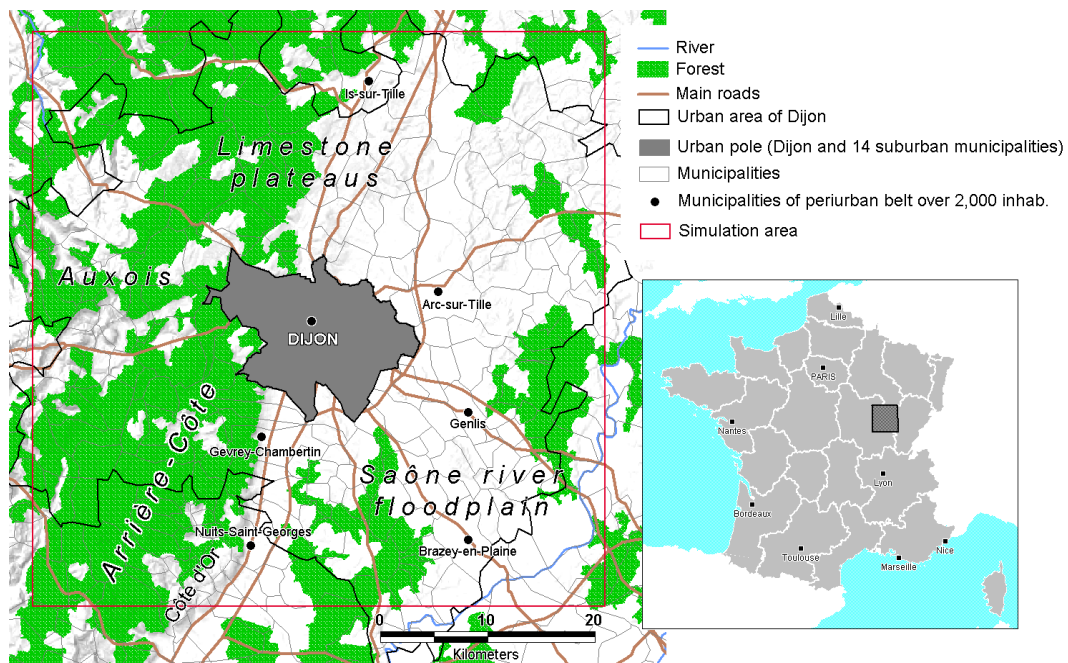 Is-sur-Tille
Limestone
plateaus
Auxois
Arc-sur-Tille
DIJON
Arrière-Côte
Genlis
Gevrey-Chambertin
Saône river
floodplain
Nuits-Saint-Georges
Brazey-en-Plaine
Côte d'Or
0 10 20
Kilometers
River
Forest
Main roads
Urban area of Dijon
Urban pole (Dijon and 14 suburban municipalities)
Municipalities
Municipalities of periurban belt over 2,000 inhab.
Simulation area
Lille
PARIS
Nantes
Lyon
Bordeaux
Toulouse
Nice
Marseille